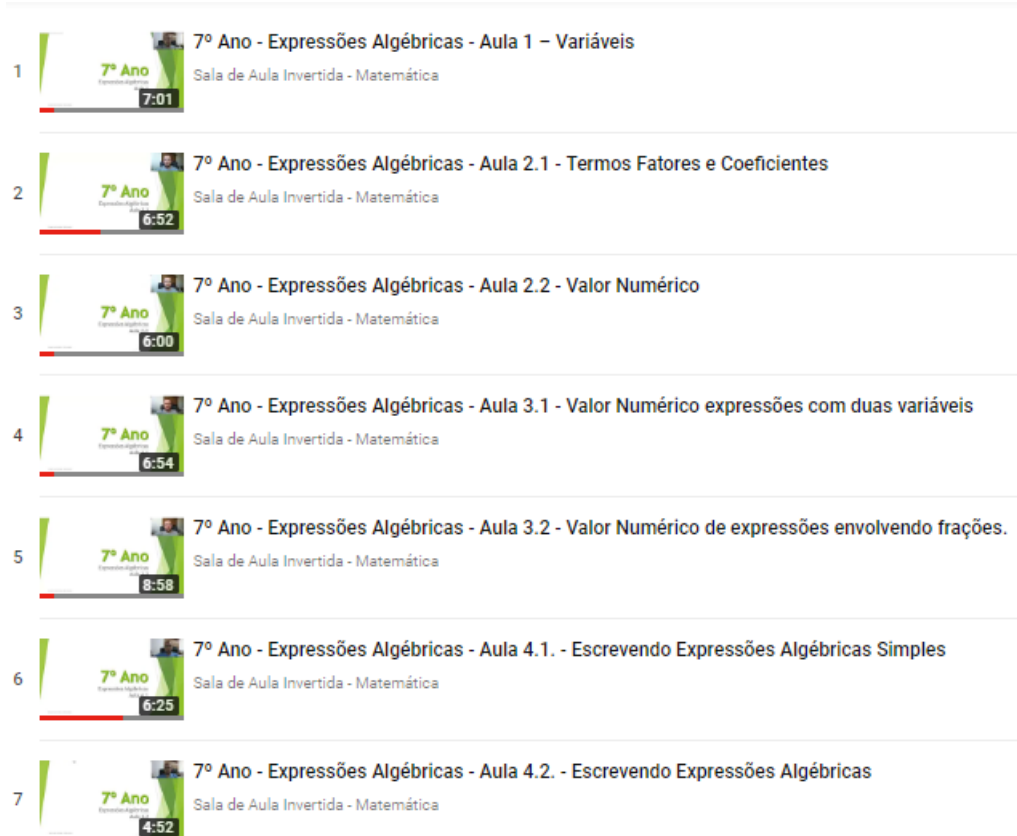 1
7º Ano
7:01
7º Ano - Expressões Algébricas - Aula 1 – Variáveis
Sala de Aula Invertida - Matemática
2
7º Ano
6:52
7º Ano - Expressões Algébricas - Aula 2.1 - Termos Fatores e Coeficientes
Sala de Aula Invertida - Matemática
3
7º Ano
6:00
7º Ano - Expressões Algébricas - Aula 2.2 - Valor Numérico
Sala de Aula Invertida - Matemática
4
7º Ano
6:54
7º Ano - Expressões Algébricas - Aula 3.1 - Valor Numérico expressões com duas variáveis
Sala de Aula Invertida - Matemática
5
7º Ano
8:58
7º Ano - Expressões Algébricas - Aula 3.2 - Valor Numérico de expressões envolvendo frações.
Sala de Aula Invertida - Matemática
6
7º Ano
6:25
7º Ano - Expressões Algébricas - Aula 4.1. - Escrevendo Expressões Algébricas Simples
Sala de Aula Invertida - Matemática
7
7º Ano
4:52
7º Ano - Expressões Algébricas - Aula 4.2. - Escrevendo Expressões Algébricas
Sala de Aula Invertida - Matemática